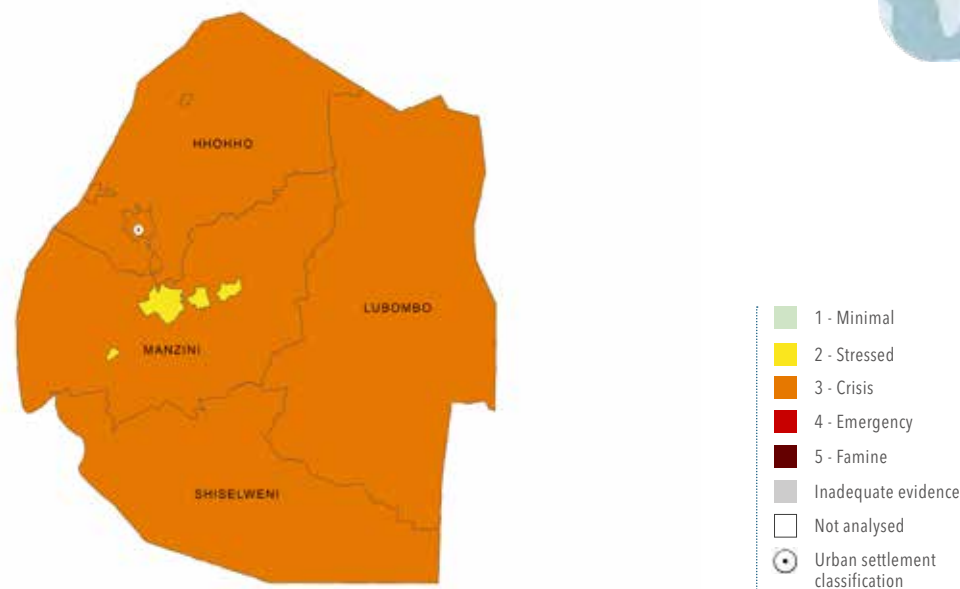 HHOHHO
LUBOMBO
MANZINI
SHISELWENI
1 - Minimal
2 - Stressed
3 - Crisis
4 - Emergency
5 - Famine
Inadequate evidence
Not analysed
Urban settlement
classification